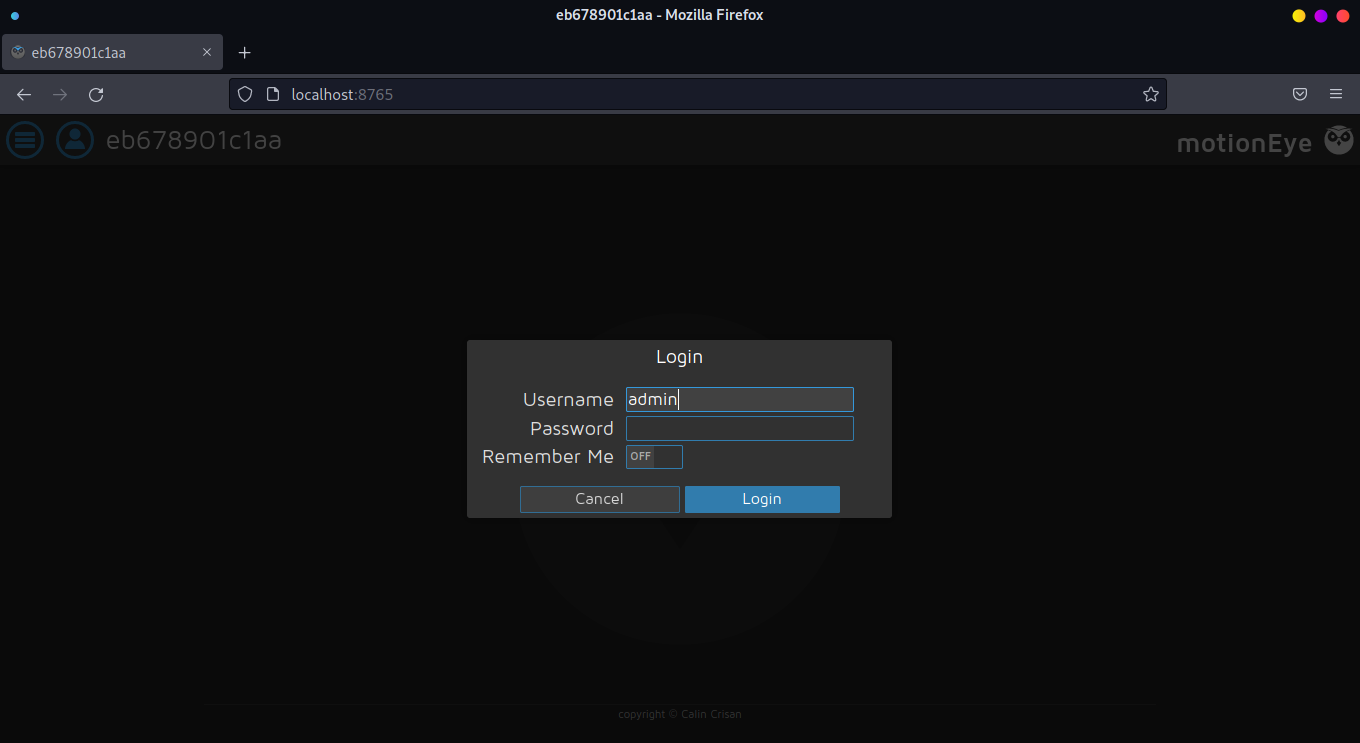 eb678901c1aa - Mozilla Firefox
eb678901c1aa
localhost:8765
eb678901c1aa
motionEye
Login
Username admin
Password
Remember Me OFF
Cancel Login
copyright © Calin Crisan